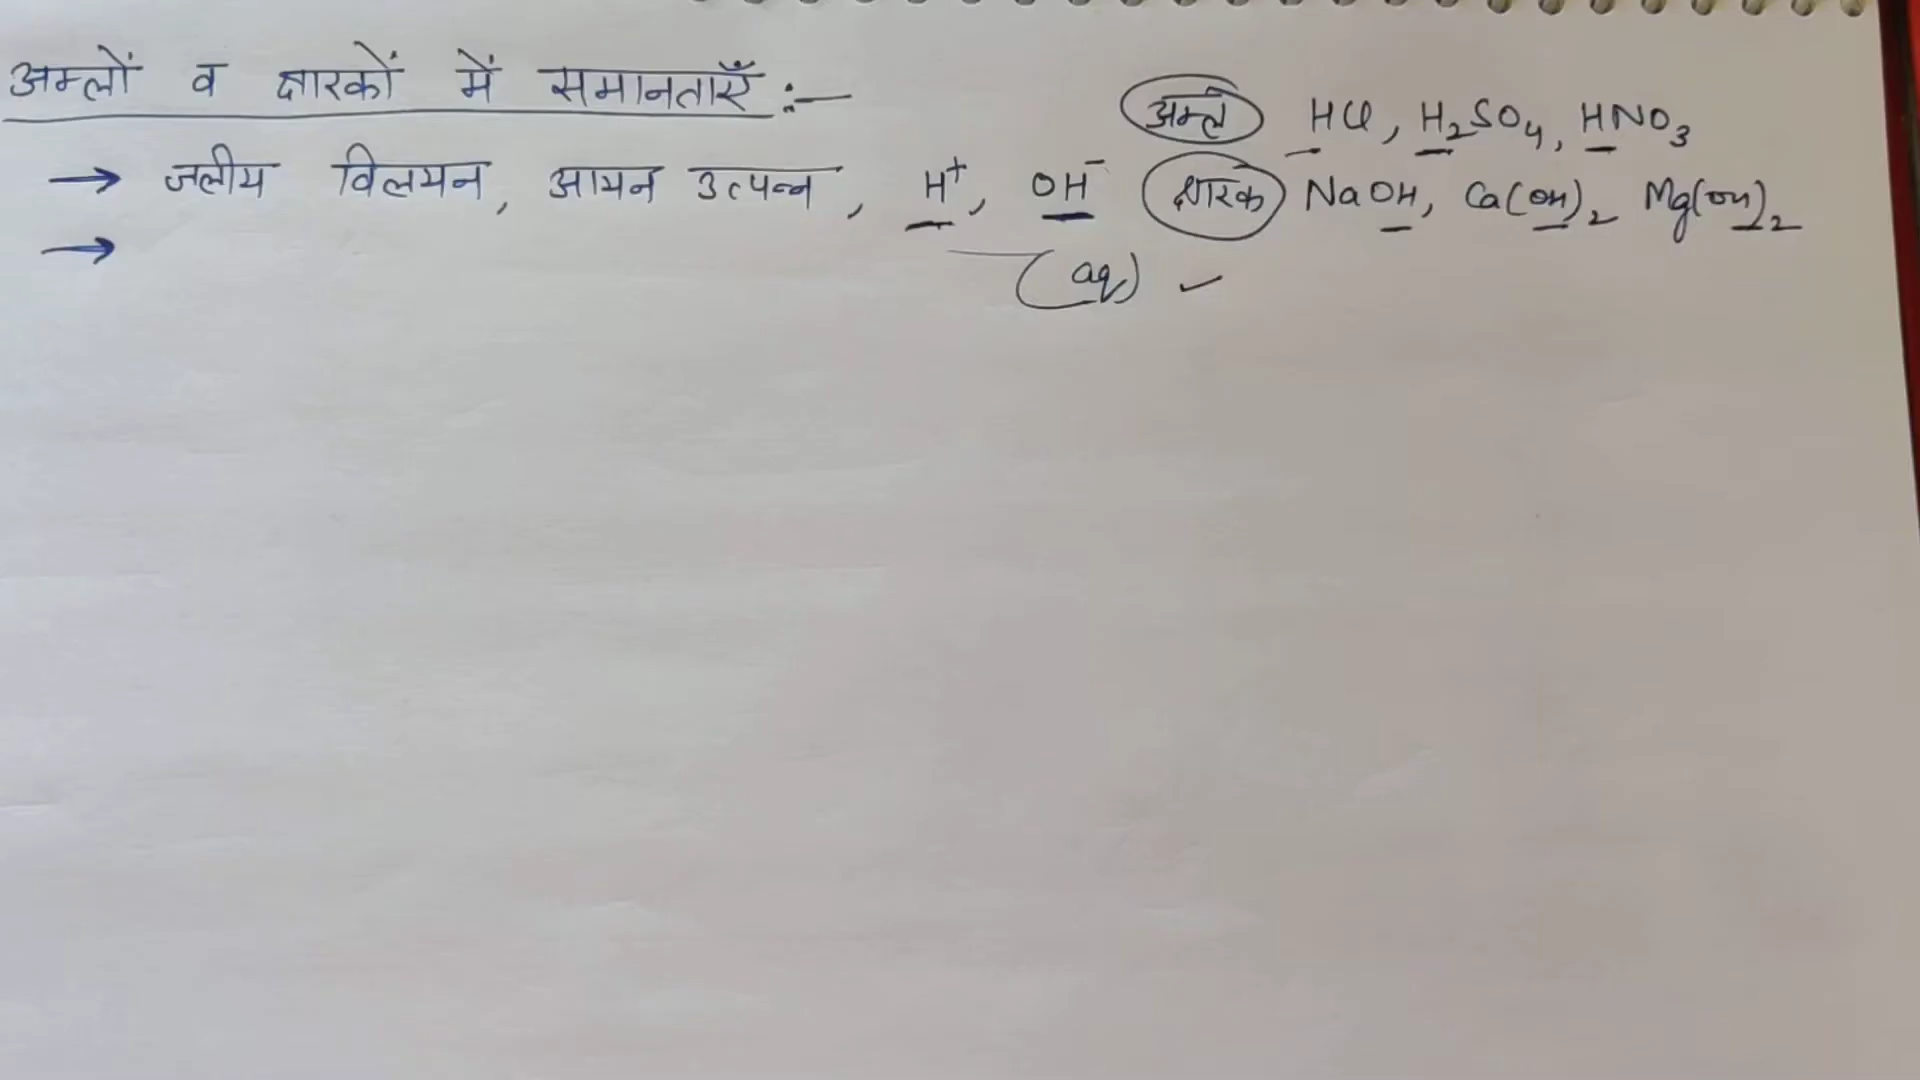 अम्लों व क्षारकों में समानताएँ :—
अम्ल HCl, H₂SO₄, HNO₃
→ जलीय विलयन, आयन उत्पन्न, H⁺, OH⁻
क्षारक NaOH, Ca(OH)₂ Mg(OH)₂
→
(aq) ✓